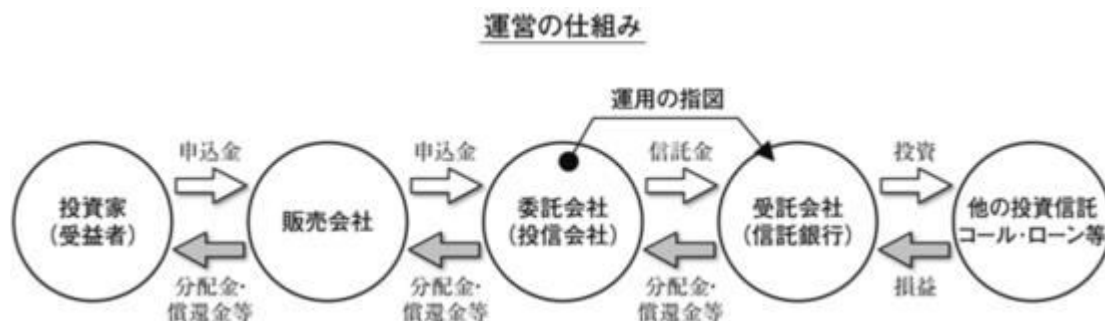 運営の仕組み
運用の指図
申込金
申込金
信託金
投資
投資家
(受益者)
販売会社
委託会社
(投信会社)
受託会社
(信託銀行)
他の投資信託
コール・ローン等
分配金・
償還金等
分配金・
償還金等
分配金・
償還金等
損益